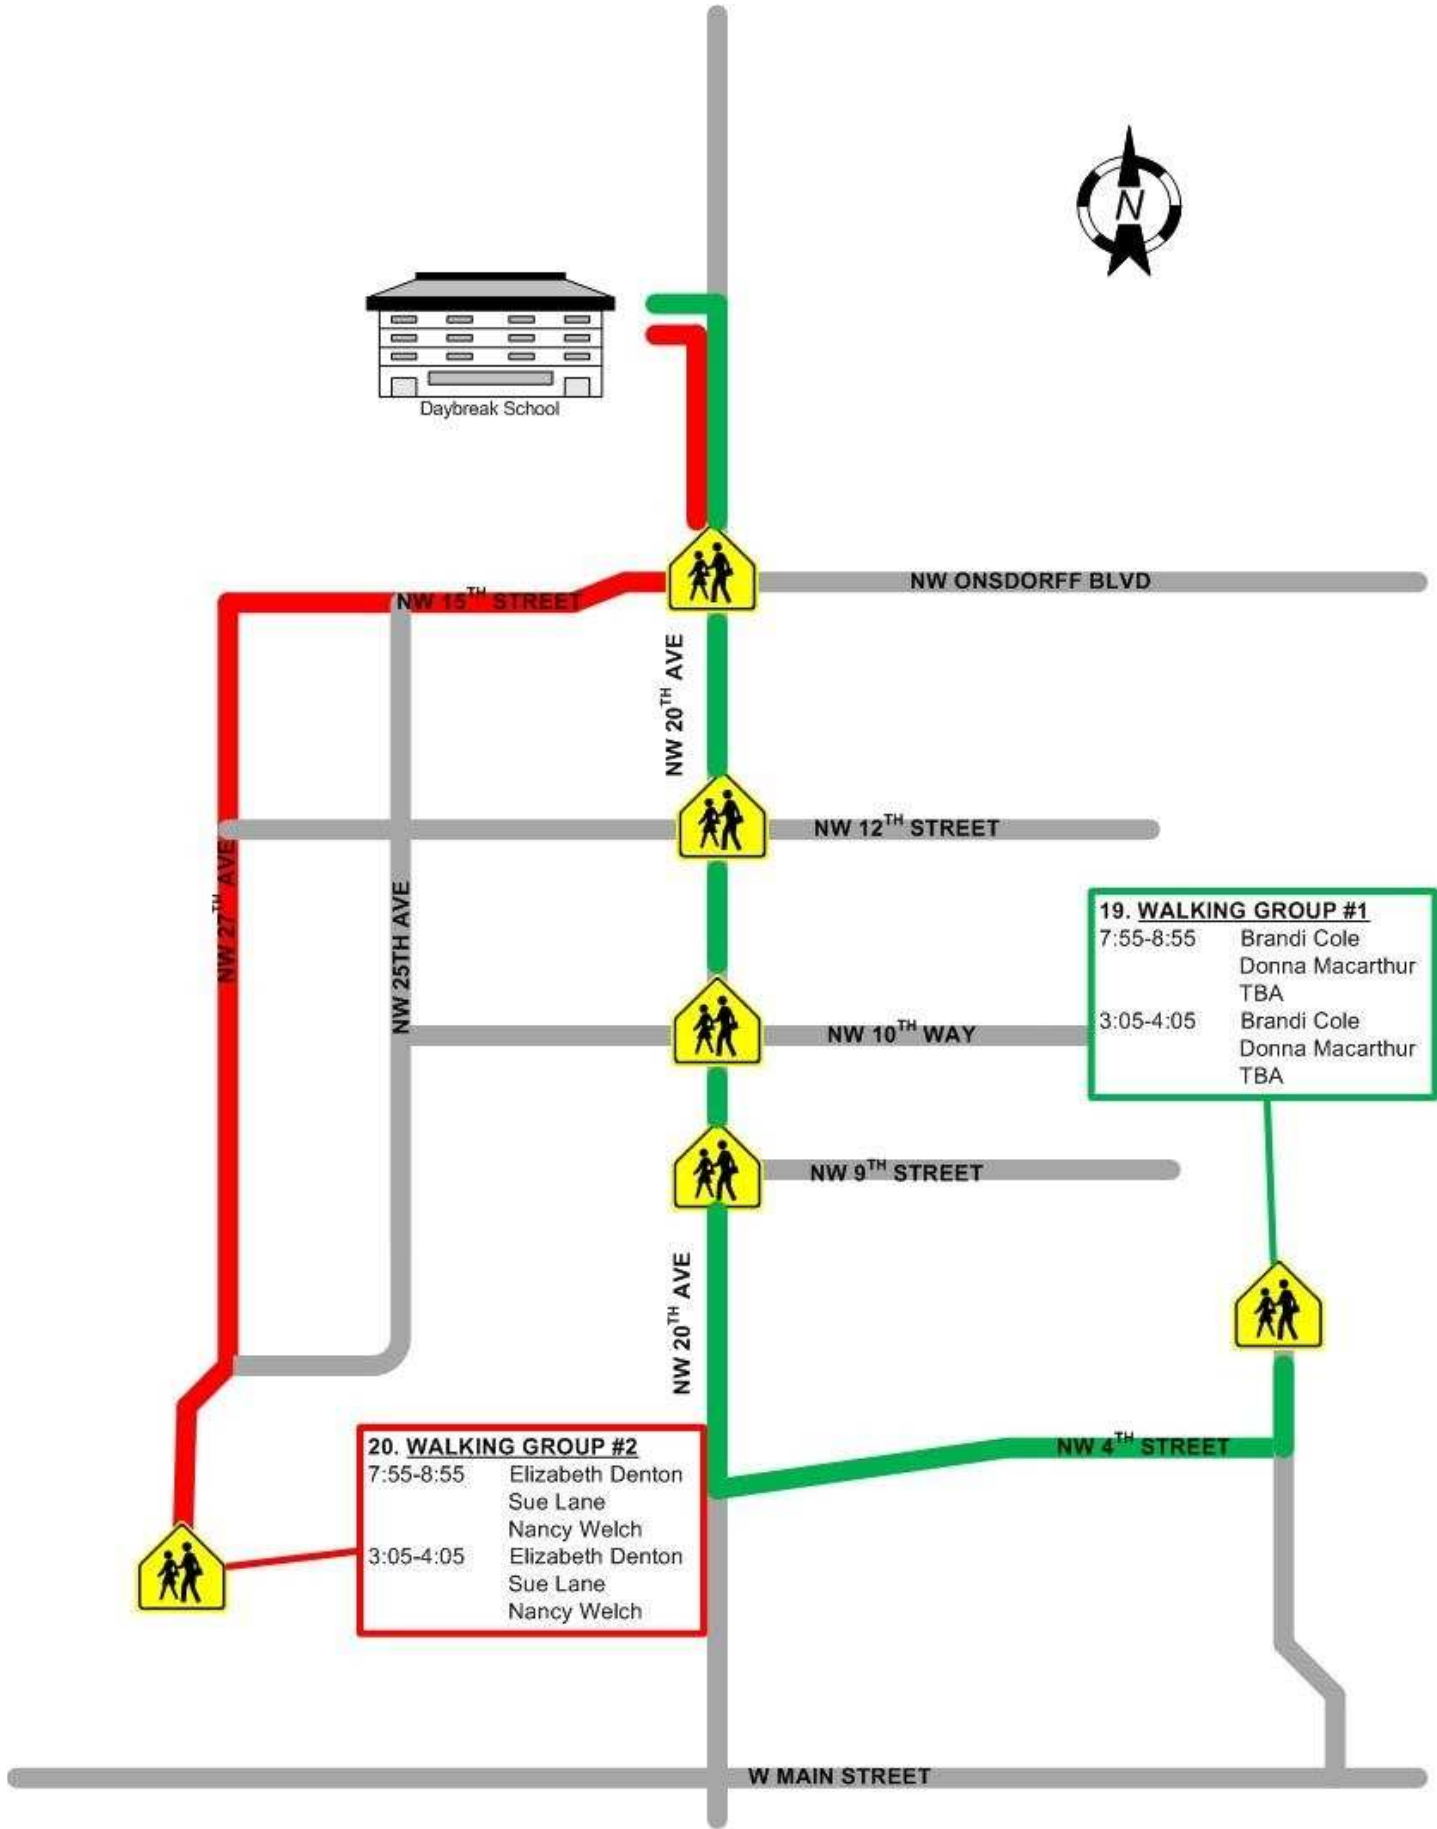 N
Daybreak School
NW ONSDORFF BLVD
NW 15TH STREET
NW 20TH AVE
NW 12TH STREET
NW 27TH AVE
NW 25TH AVE
19. WALKING GROUP #1
7:55-8:55 Brandi Cole
Donna Macarthur
TBA
3:05-4:05 Brandi Cole
Donna Macarthur
TBA
NW 10TH WAY
NW 9TH STREET
NW 20TH AVE
NW 4TH STREET
20. WALKING GROUP #2
7:55-8:55 Elizabeth Denton
Sue Lane
Nancy Welch
3:05-4:05 Elizabeth Denton
Sue Lane
Nancy Welch
W MAIN STREET